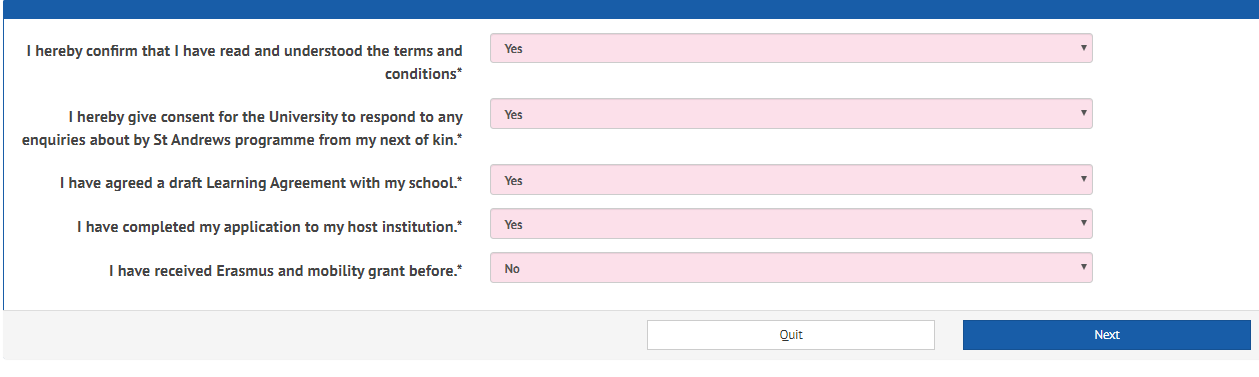 I hereby confirm that I have read and understood the terms and
conditions*
Yes
I hereby give consent for the University to respond to any
enquiries about by St Andrews programme from my next of kin.*
Yes
I have agreed a draft Learning Agreement with my school.*
Yes
I have completed my application to my host institution.*
Yes
I have received Erasmus and mobility grant before.*
No
Quit
Next